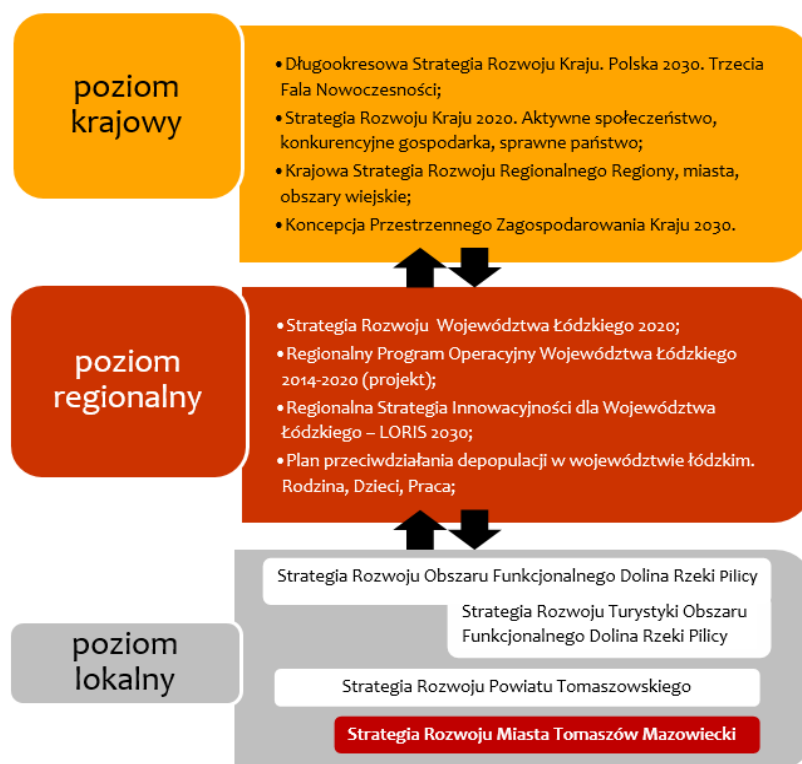 poziom
krajowy
•Długookresowa Strategia Rozwoju Kraju. Polska 2030. Trzecia
Fala Nowoczesności;
•Strategia Rozwoju Kraju 2020. Aktywne społeczeństwo,
konkurencyjne gospodarka, sprawne państwo;
•Krajowa Strategia Rozwoju Regionalnego Regiony, miasta,
obszary wiejskie;
•Koncepcja Przestrzennego Zagospodarowania Kraju 2030.
poziom
regionalny
•Strategia Rozwoju Województwa Łódzkiego 2020;
•Regionalny Program Operacyjny Województwa Łódzkiego
2014-2020 (projekt);
•Regionalna Strategia Innowacyjności dla Województwa
Łódzkiego – LORIS 2030;
•Plan przeciwdziałania depopulacji w województwie łódzkim.
Rodzina, Dzieci, Praca;
poziom
lokalny
Strategia Rozwoju Obszaru Funkcjonalnego Dolina Rzeki Pilicy
Strategia Rozwoju Turystyki Obszaru
Funkcjonalnego Dolina Rzeki Pilicy
Strategia Rozwoju Powiatu Tomaszowskiego
Strategia Rozwoju Miasta Tomaszów Mazowiecki